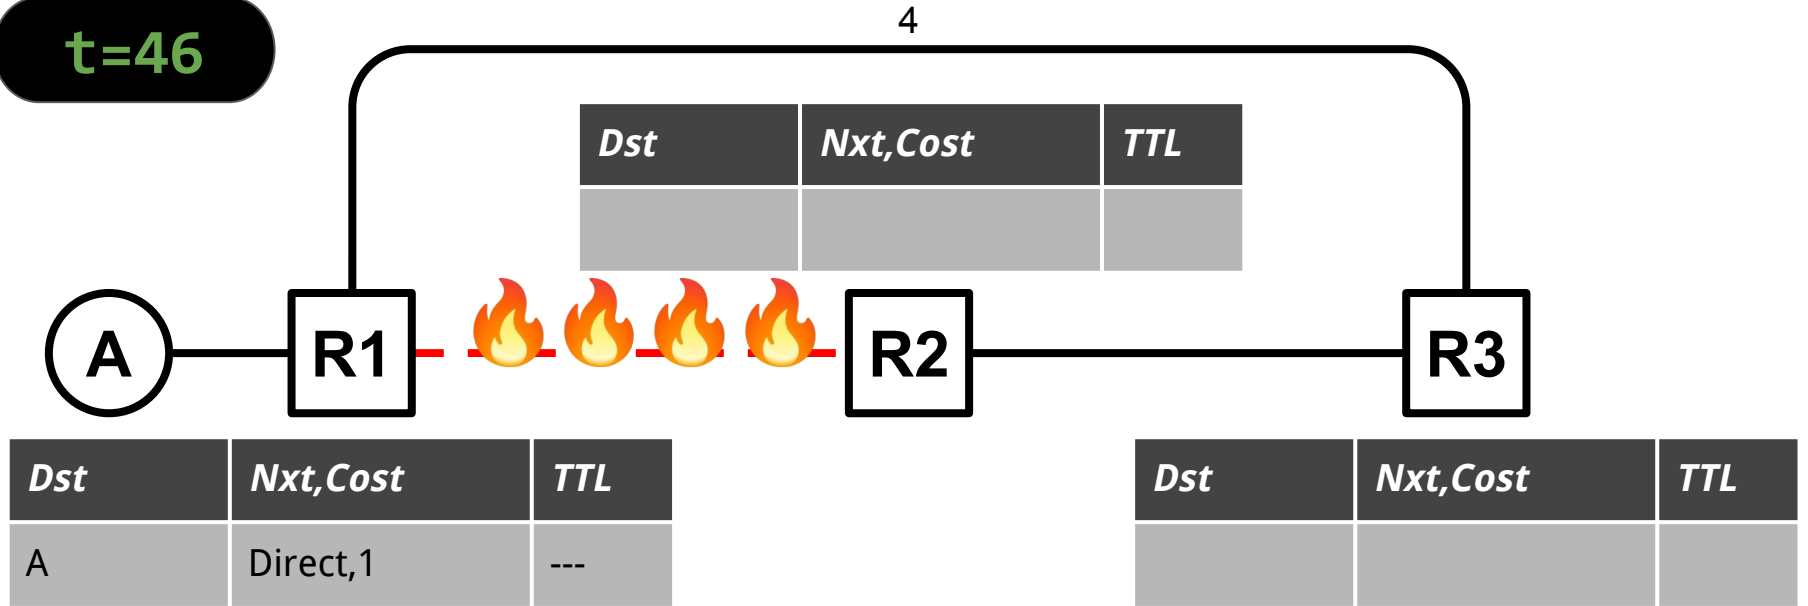 t=46
4
Dst Nxt,Cost TTL
A R1 R2 R3
Dst Nxt,Cost TTL
A Direct,1 ---
Dst Nxt,Cost TTL